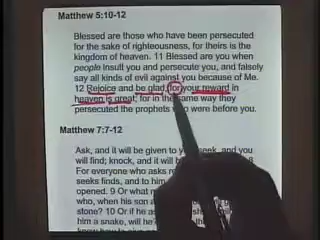 Matthew 5:10-12
Blessed are those who have been persecuted
for the sake of righteousness, for theirs is the
kingdom of heaven. 11 Blessed are you when
people insult you and persecute you, and falsely
say all kinds of evil against you because of Me.
12 Rejoice and be glad for your reward in
heaven is great; for in the same way they
persecuted the prophets who were before you.
Matthew 7:7-12
Ask, and it will be given to you; seek, and you
will find; knock, and it will be
For everyone who asks
seeks finds, and to him
opened. 9 Or what
who, when his son
stone? 10 Or if he
him a snake, will he
know how to give